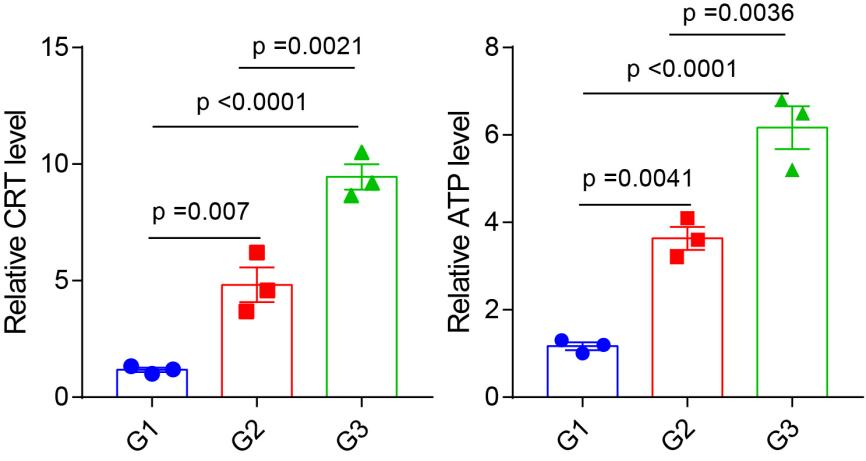 p =0.0021
p <0.0001
p =0.007
Relative CRT level
15
10
5
0
G1
G2
G3
p =0.0036
p <0.0001
p =0.0041
Relative ATP level
8
6
4
2
0
G1
G2
G3